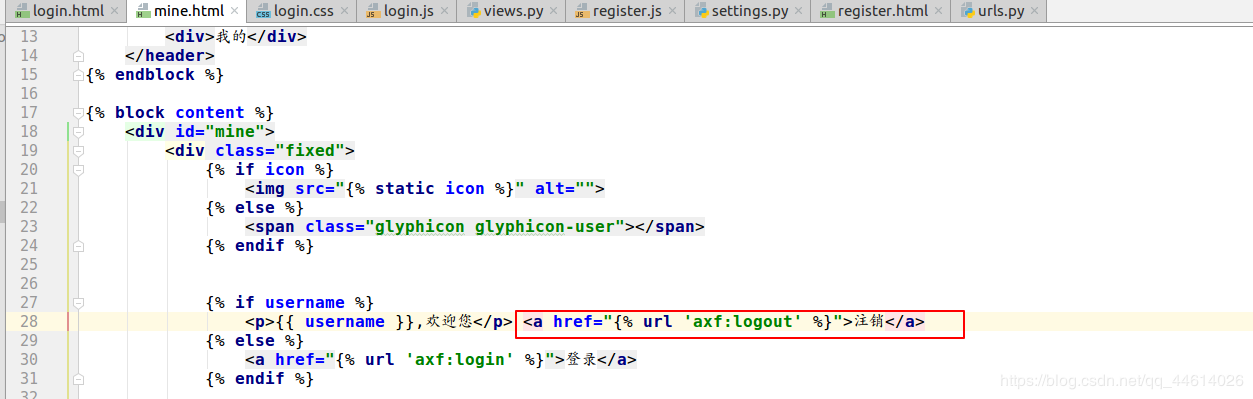 login.html mine.html login.css login.js views.py register.js settings.py register.html urls.py
13 <div>我的</div>
14 </header>
15 {% endblock %}
16
17 {% block content %}
18 <div id="mine">
19 <div class="fixed">
20 {% if icon %}
21 <img src="{% static icon %}" alt="">
22 {% else %}
23 <span class="glyphicon glyphicon-user"></span>
24 {% endif %}
25
26
27 {% if username %}
28 <p>{{ username }},欢迎您</p> <a href="{% url 'axf:logout' %}">注销</a>
29 {% else %}
30 <a href="{% url 'axf:login' %}">登录</a>
31 {% endif %}
32
https://blog.csdn.net/qq_44614026